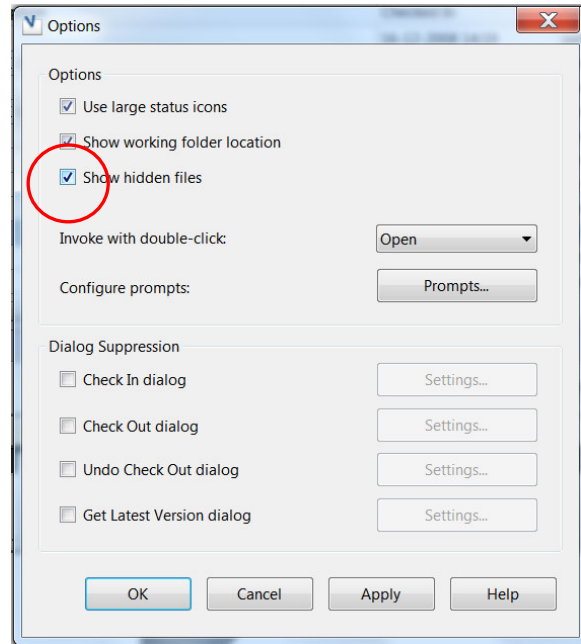 Options
Checked In
Options
Use large status icons
Show working folder location
Show hidden files
Invoke with double-click:
Open
Configure prompts:
Prompts...
Dialog Suppression
Check In dialog
Settings...
Check Out dialog
Settings...
Undo Check Out dialog
Settings...
Get Latest Version dialog
Settings...
OK
Cancel
Apply
Help